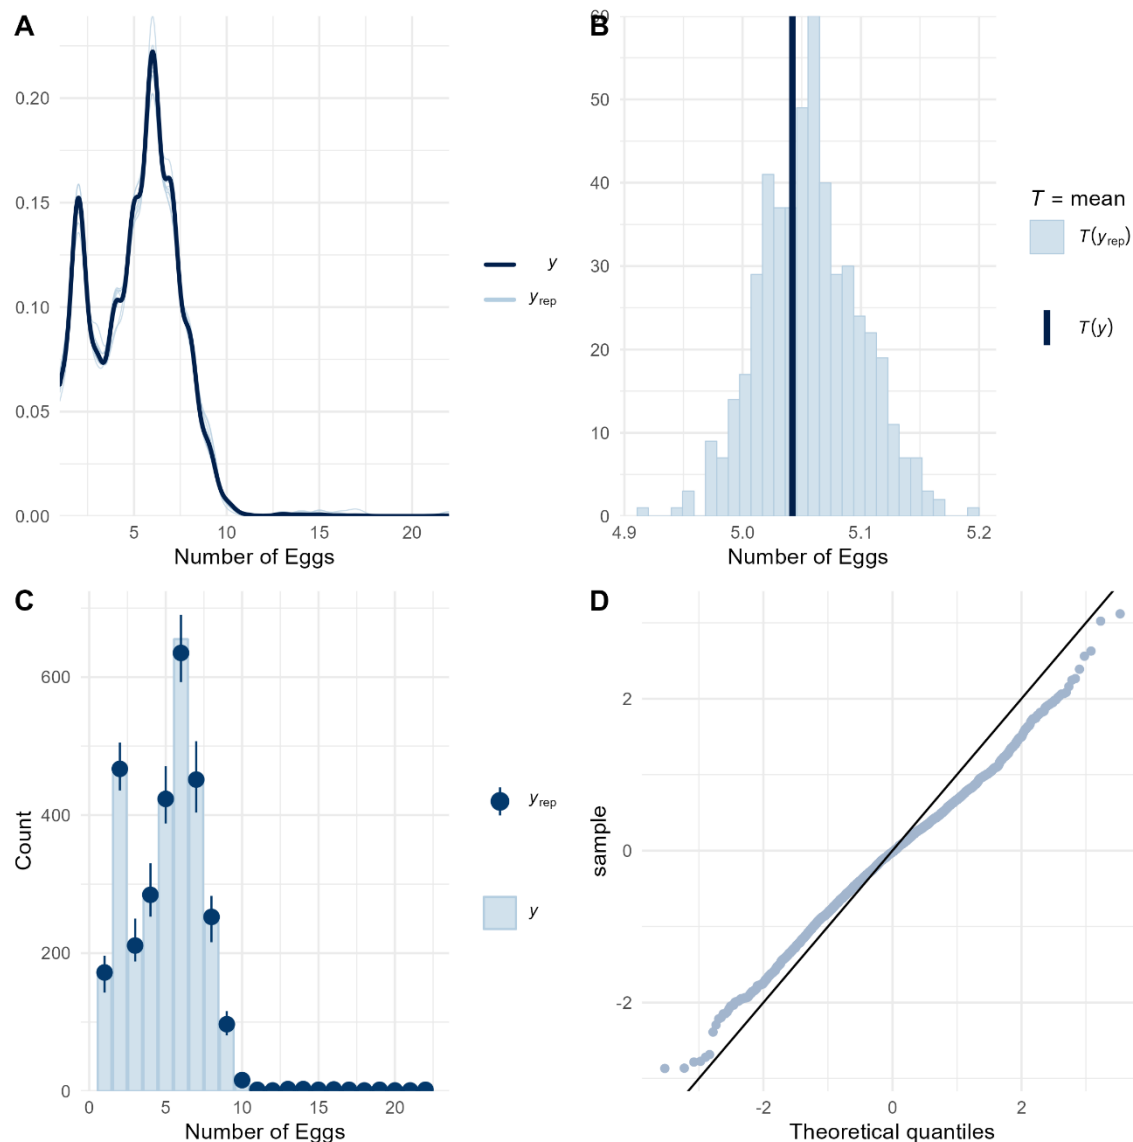 A
0.20
0.15
0.10
0.05
0.00
5
10
15
20
Number of Eggs
y
yrep
B
60
50
40
30
20
10
0
4.9
5.0
5.1
5.2
Number of Eggs
T = mean
T(yrep)
T(y)
C
Count
600
400
200
0
0
5
10
15
20
Number of Eggs
yrep
y
D
sample
2
0
-2
-2
0
2
Theoretical quantiles